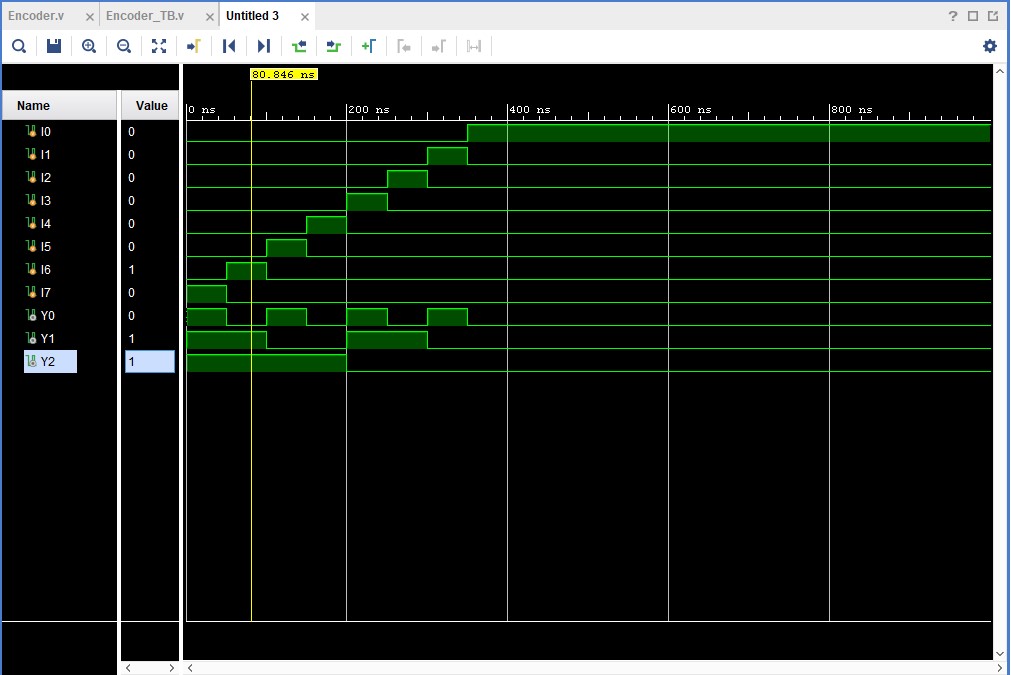 Encoder.v × Encoder_TB.v × Untitled 3 × ?
80.846 ns
Name Value 0 ns 200 ns 400 ns 600 ns 800 ns
I0 0
I1 0
I2 0
I3 0
I4 0
I5 0
I6 1
I7 0
Y0 0
Y1 1
Y2 1